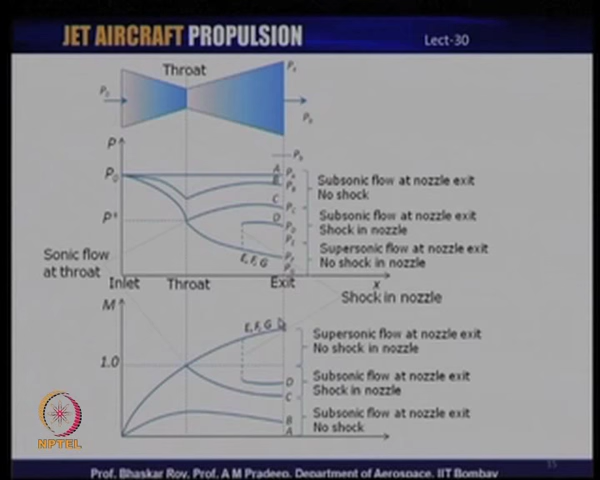 JET AIRCRAFT PROPULSION
Lect-30
Throat
P₀
Pₑ
P_b
P
P_b
P₀
A
B
C
D
E, F, G
P*
Subsonic flow at nozzle exit
No shock
Subsonic flow at nozzle exit
Shock in nozzle
Supersonic flow at nozzle exit
No shock in nozzle
Sonic flow
at throat
Inlet
Throat
Exit
x
Shock in nozzle
M
E, F, G
1.0
D
C
B
A
Supersonic flow at nozzle exit
No shock in nozzle
Subsonic flow at nozzle exit
Shock in nozzle
Subsonic flow at nozzle exit
No shock
NPTEL
15
Prof. Bhaskar Roy, Prof. A M Pradeep, Department of Aerospace, IIT Bombay